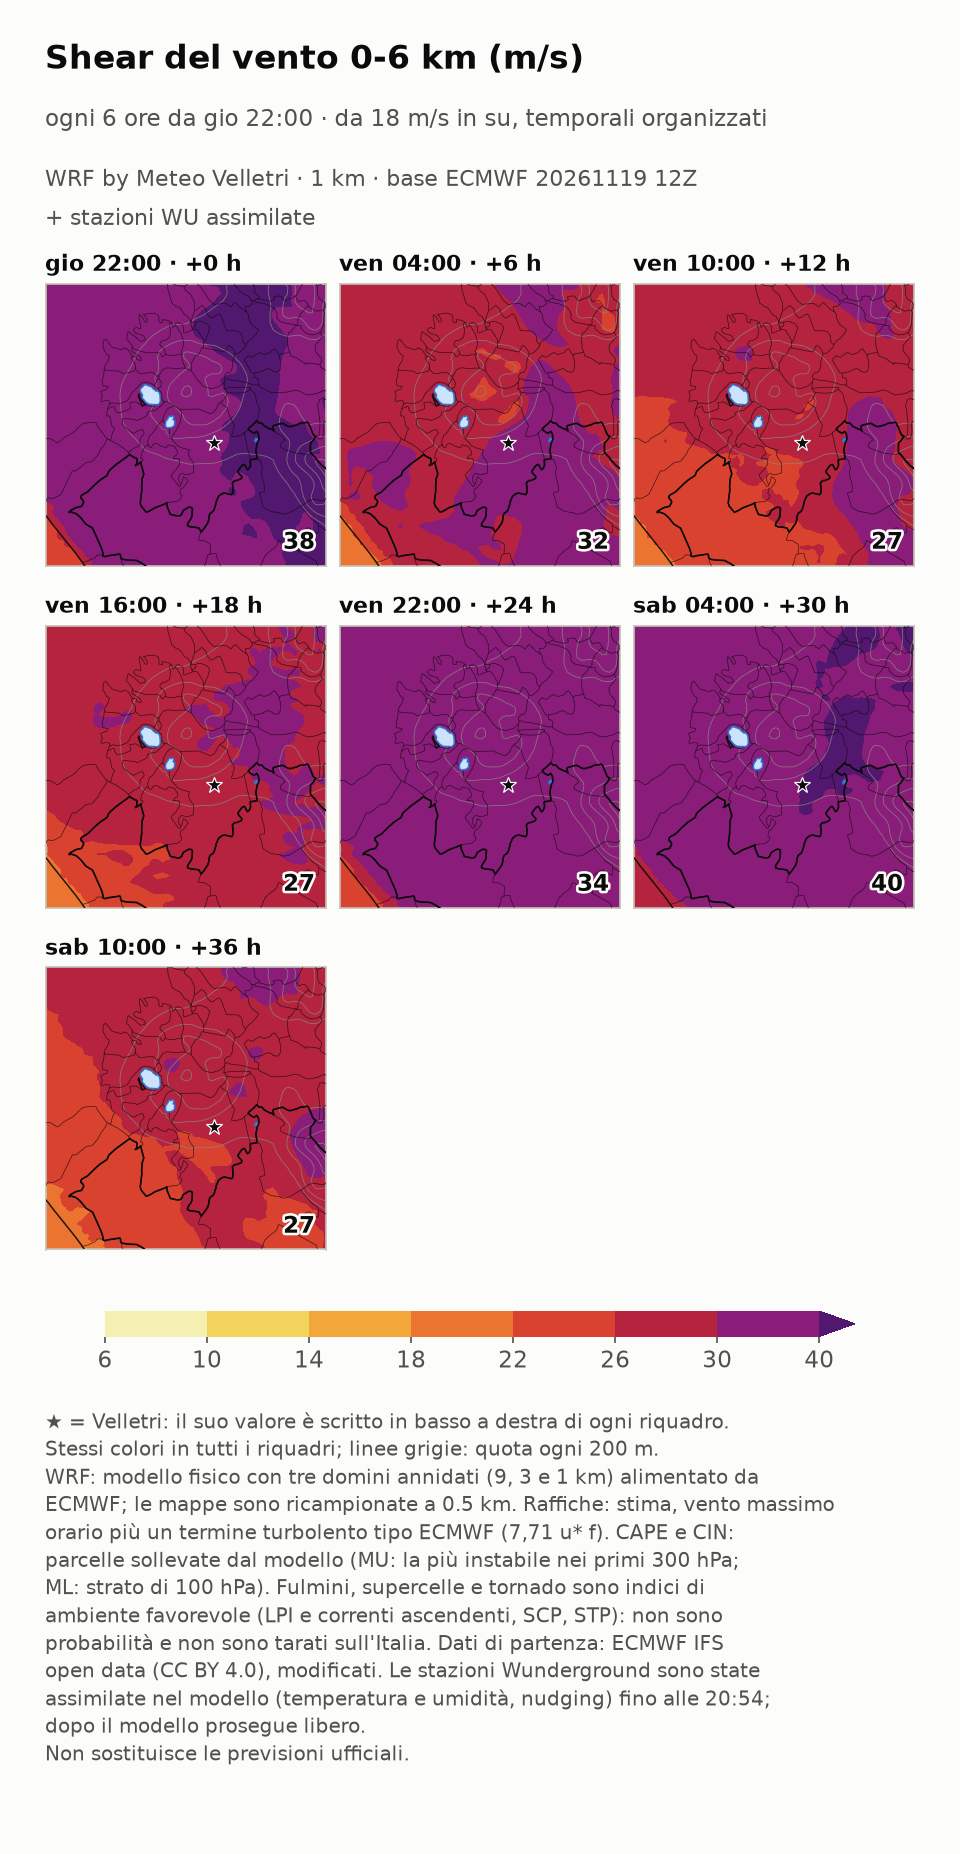 Shear del vento 0-6 km (m/s)
ogni 6 ore da gio 22:00 · da 18 m/s in su, temporali organizzati
WRF by Meteo Velletri · 1 km · base ECMWF 20261119 12Z
+ stazioni WU assimilate
gio 22:00 · +0 h
ven 04:00 · +6 h
ven 10:00 · +12 h
38
32
27
ven 16:00 · +18 h
ven 22:00 · +24 h
sab 04:00 · +30 h
27
34
40
sab 10:00 · +36 h
27
6 10 14 18 22 26 30 40
★ = Velletri: il suo valore è scritto in basso a destra di ogni riquadro.
Stessi colori in tutti i riquadri; linee grigie: quota ogni 200 m.
WRF: modello fisico con tre domini annidati (9, 3 e 1 km) alimentato da
ECMWF; le mappe sono ricampionate a 0.5 km. Raffiche: stima, vento massimo
orario più un termine turbolento tipo ECMWF (7,71 u* f). CAPE e CIN:
parcelle sollevate dal modello (MU: la più instabile nei primi 300 hPa;
ML: strato di 100 hPa). Fulmini, supercelle e tornado sono indici di
ambiente favorevole (LPI e correnti ascendenti, SCP, STP): non sono
probabilità e non sono tarati sull'Italia. Dati di partenza: ECMWF IFS
open data (CC BY 4.0), modificati. Le stazioni Wunderground sono state
assimilate nel modello (temperatura e umidità, nudging) fino alle 20:54;
dopo il modello prosegue libero.
Non sostituisce le previsioni ufficiali.